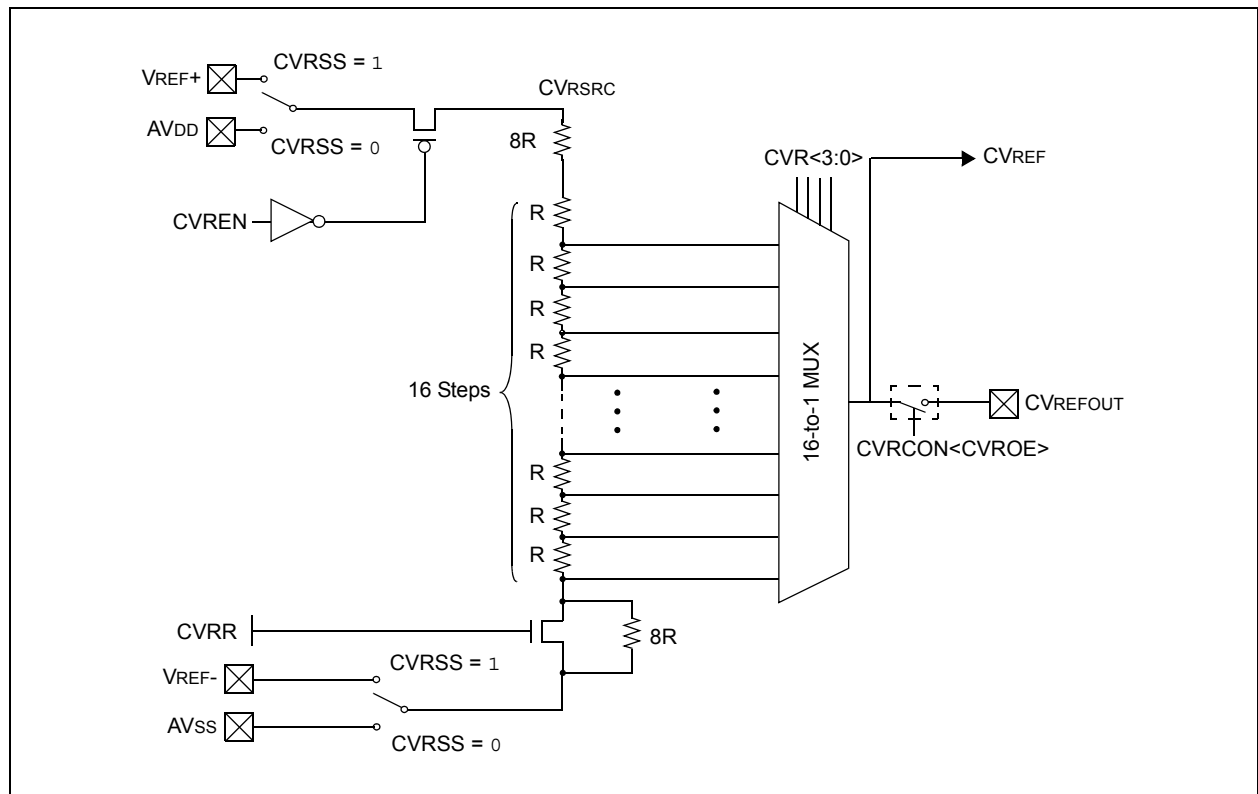 CVRSS = 1
VREF+
CVRSRC
AVDD
8R
CVRSS = 0
CVR<3:0>
CVREF
CVREN
R
R
R
R
16 Steps
16-to-1 MUX
CVREFOUT
CVRCON<CVROE>
R
R
R
CVRR
8R
CVRSS = 1
VREF-
AVSS
CVRSS = 0